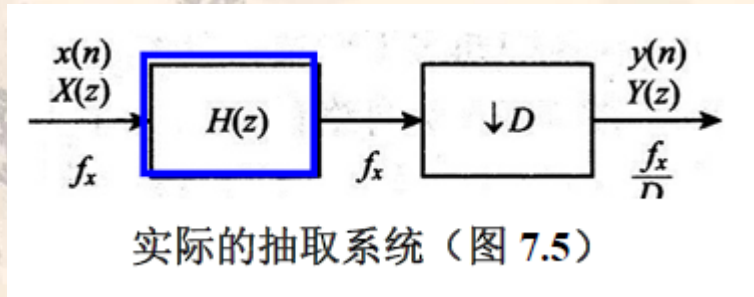 x(n)
X(z)
fₓ
H(z)
fₓ
↓D
y(n)
Y(z)
fₓ
D
实际的抽取系统（图 7.5）